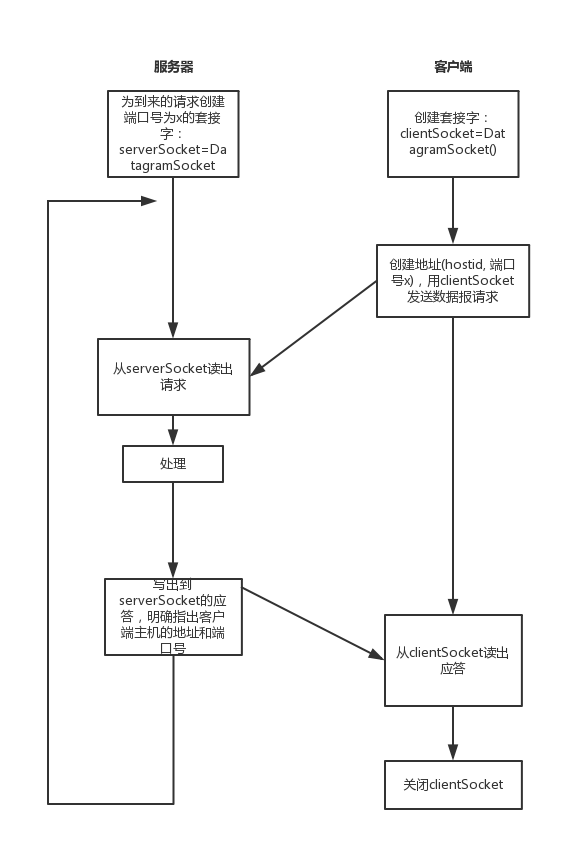 服务器
客户端
为到来的请求创建
端口号为x的套接
字：
serverSocket=Da
tagramSocket
创建套接字：
clientSocket=Dat
agramSocket()
创建地址(hostid, 端口
号x)，用clientSocket
发送数据报请求
从serverSocket读出
请求
处理
写出到
serverSocket的应
答，明确指出客户
端主机的地址和端
口号
从clientSocket读出
应答
关闭clientSocket